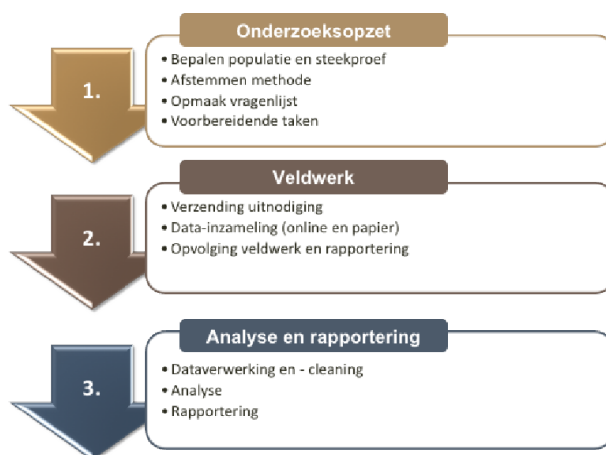 Onderzoeksopzet
1.
• Bepalen populatie en steekproef
• Afstemmen methode
• Opmaak vragenlijst
• Voorbereidende taken
Veldwerk
2.
• Verzending uitnodiging
• Data-inzameling (online en papier)
• Opvolging veldwerk en rapportering
Analyse en rapportering
3.
• Dataverwerking en - cleaning
• Analyse
• Rapportering